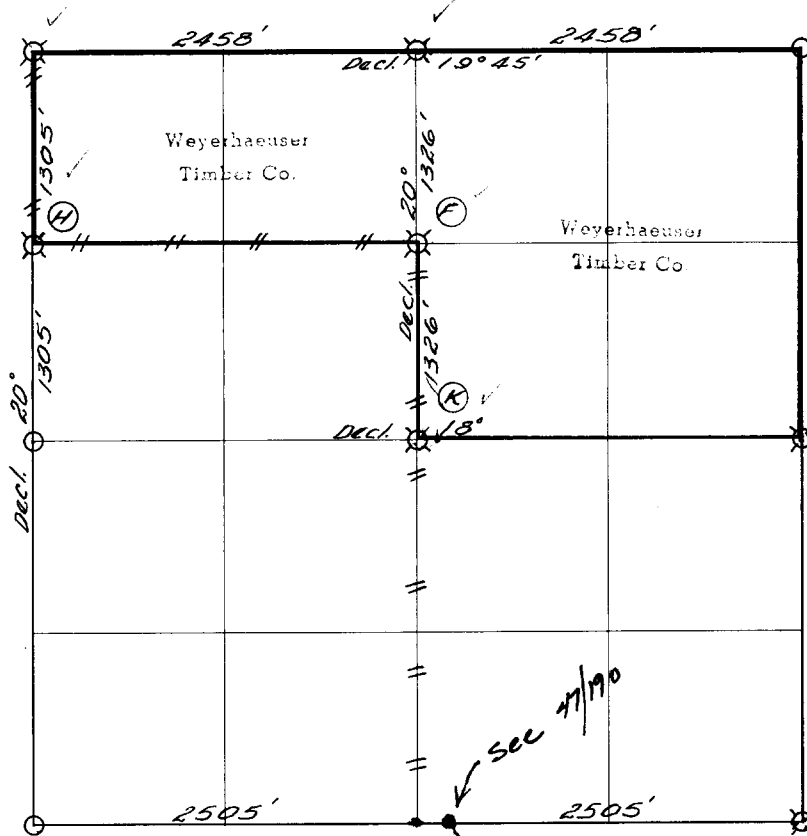 2458'
2458'
Decl. 19°45'
1305'
Weyerhaeuser
Timber Co.
20° 1326'
H
F
Weyerhaeuser
Timber Co.
Decl. 1326'
K
Decl. 18°
Decl. 20° 1305'
See 47/190
2505'
2505'